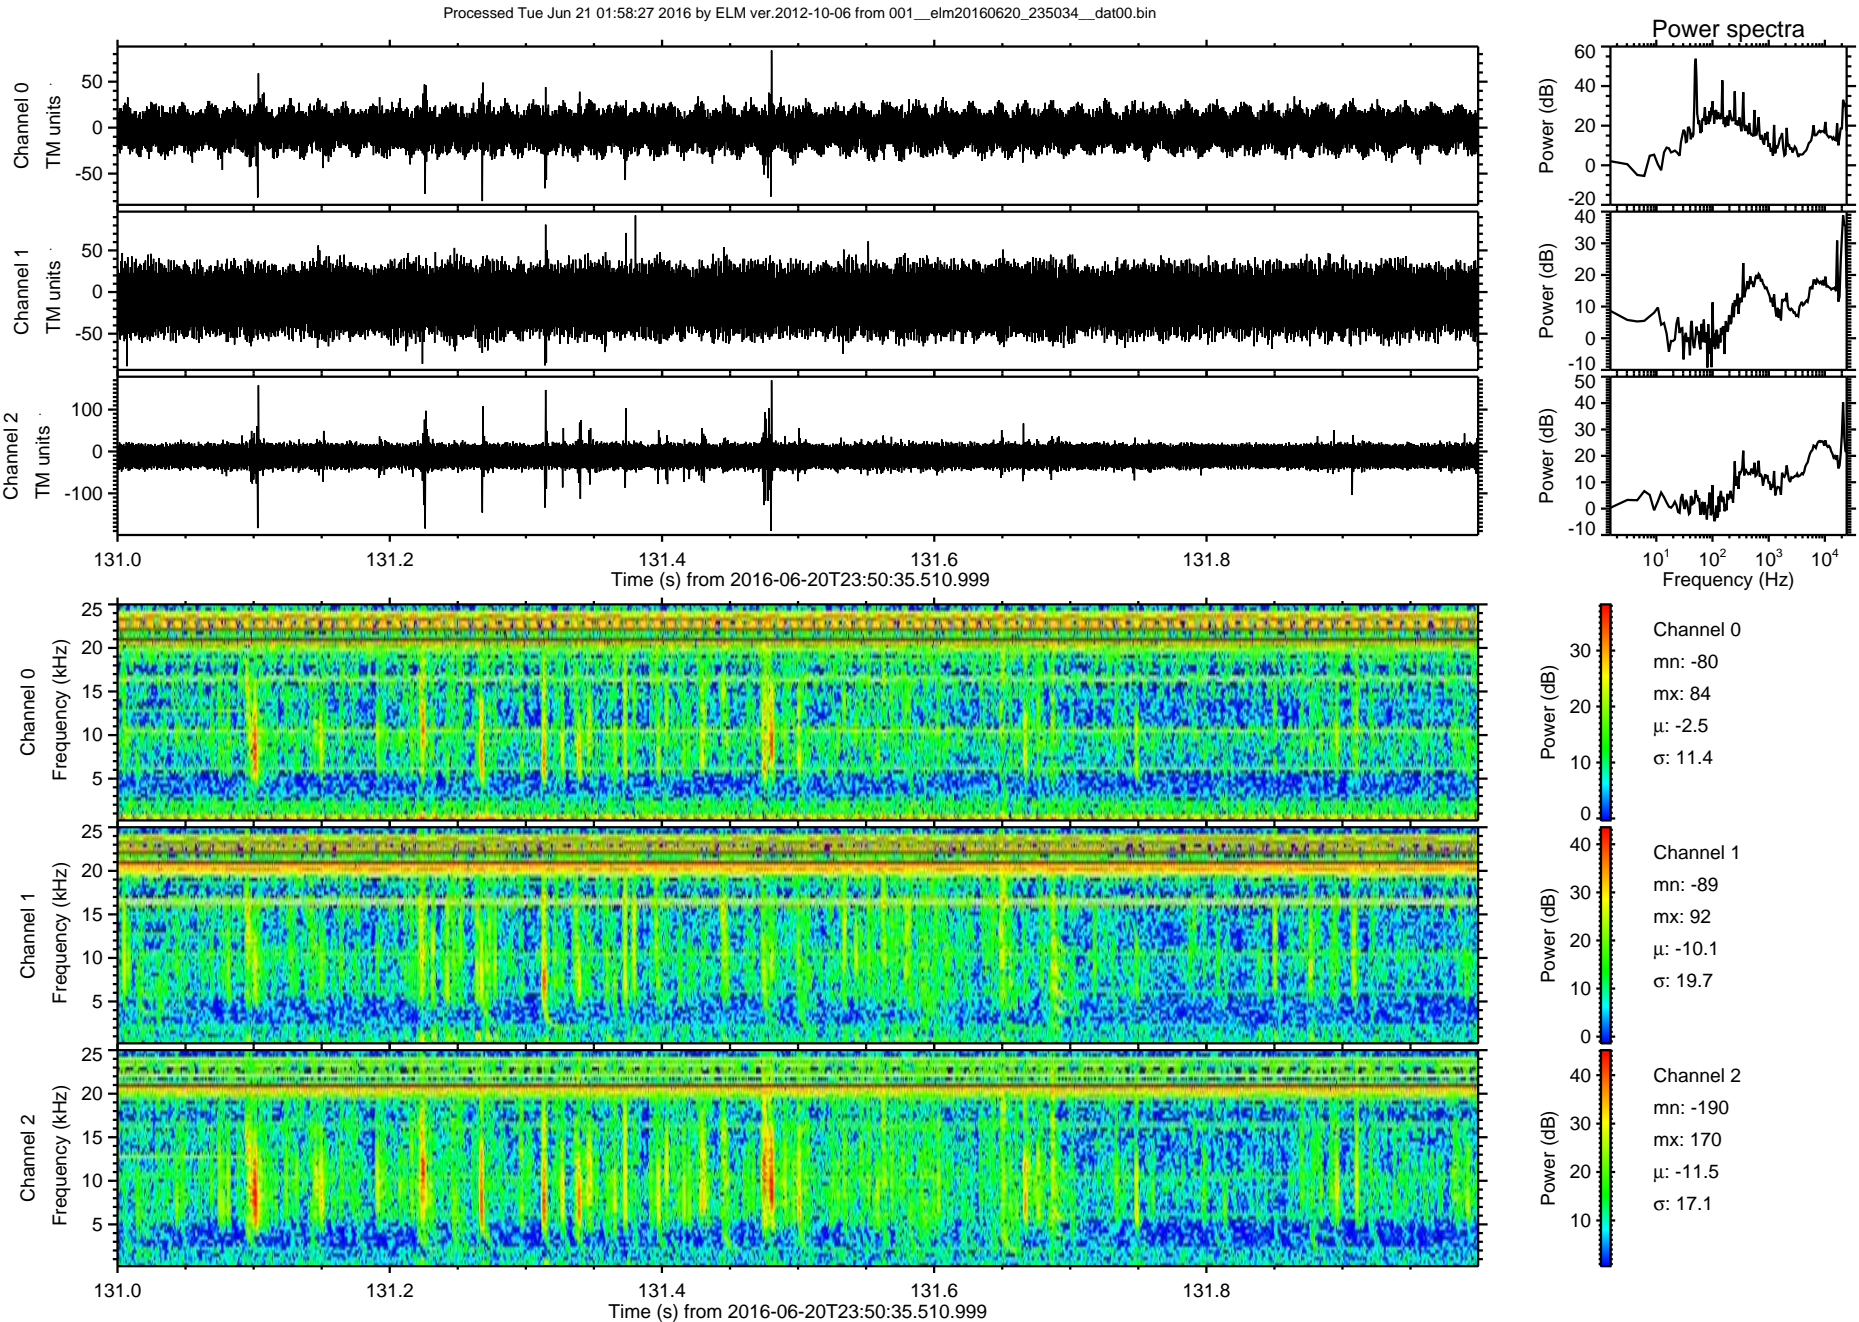 Processed Tue Jun 21 01:58:27 2016 by ELM ver.2012-10-06 from 001__elm20160620_235034__dat00.bin
Power spectra
Channel 0
TM units
50
0
-50
Power (dB)
60
40
20
0
-20
Channel 1
TM units
50
0
-50
Power (dB)
40
30
20
10
0
-10
Channel 2
TM units
100
0
-100
Power (dB)
50
40
30
20
10
0
-10
131.0 131.2 131.4 131.6 131.8
Time (s) from 2016-06-20T23:50:35.510.999
10^1 10^2 10^3 10^4
Frequency (Hz)
Channel 0
Frequency (kHz)
25
20
15
10
5
Power (dB)
30
20
10
0
Channel 0
mn: -80
mx: 84
μ: -2.5
σ: 11.4
Channel 1
Frequency (kHz)
25
20
15
10
5
Power (dB)
40
30
20
10
0
Channel 1
mn: -89
mx: 92
μ: -10.1
σ: 19.7
Channel 2
Frequency (kHz)
25
20
15
10
5
Power (dB)
40
30
20
10
Channel 2
mn: -190
mx: 170
μ: -11.5
σ: 17.1
131.0 131.2 131.4 131.6 131.8
Time (s) from 2016-06-20T23:50:35.510.999